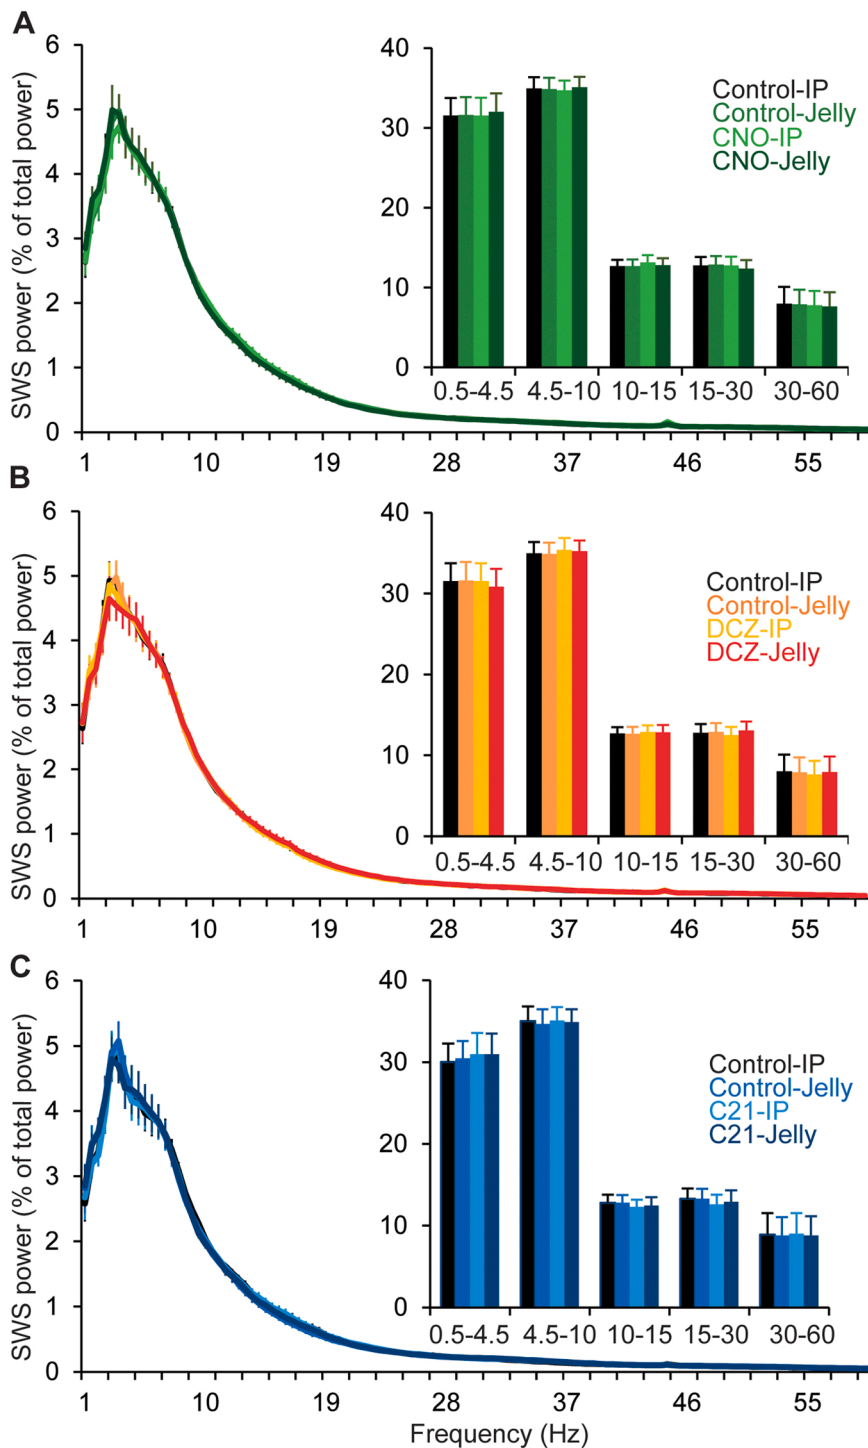 A
SWS power (% of total power)
6
5
4
3
2
1
0
1 10 19 28 37 46 55
40
30
20
10
0
0.5-4.5 4.5-10 10-15 15-30 30-60
Control-IP
Control-Jelly
CNO-IP
CNO-Jelly
B
SWS power (% of total power)
6
5
4
3
2
1
0
1 10 19 28 37 46 55
40
30
20
10
0
0.5-4.5 4.5-10 10-15 15-30 30-60
Control-IP
Control-Jelly
DCZ-IP
DCZ-Jelly
C
SWS power (% of total power)
6
5
4
3
2
1
0
1 10 19 28 37 46 55
40
30
20
10
0
0.5-4.5 4.5-10 10-15 15-30 30-60
Control-IP
Control-Jelly
C21-IP
C21-Jelly
Frequency (Hz)